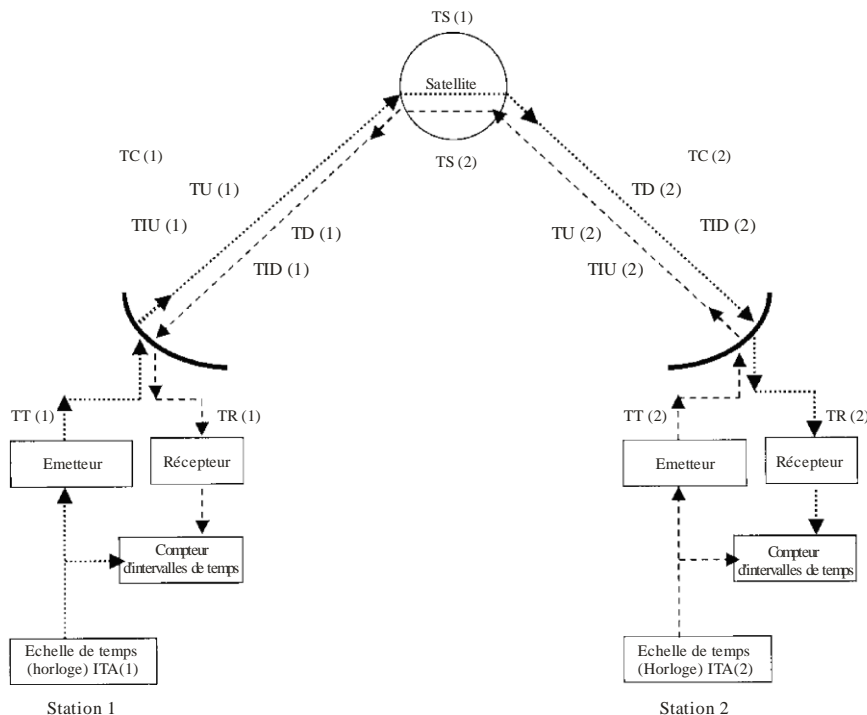 TS (1)
Satellite
TS (2)
TC (1)
TC (2)
TU (1)
TD (2)
TIU (1)
TID (2)
TD (1)
TU (2)
TID (1)
TIU (2)
TT (1)
TR (1)
TT (2)
TR (2)
Emetteur
Récepteur
Emetteur
Récepteur
Compteur
d'intervalles de temps
Compteur
d'intervalles de temps
Echelle de temps
(horloge) ITA(1)
Echelle de temps
(Horloge) ITA(2)
Station 1
Station 2